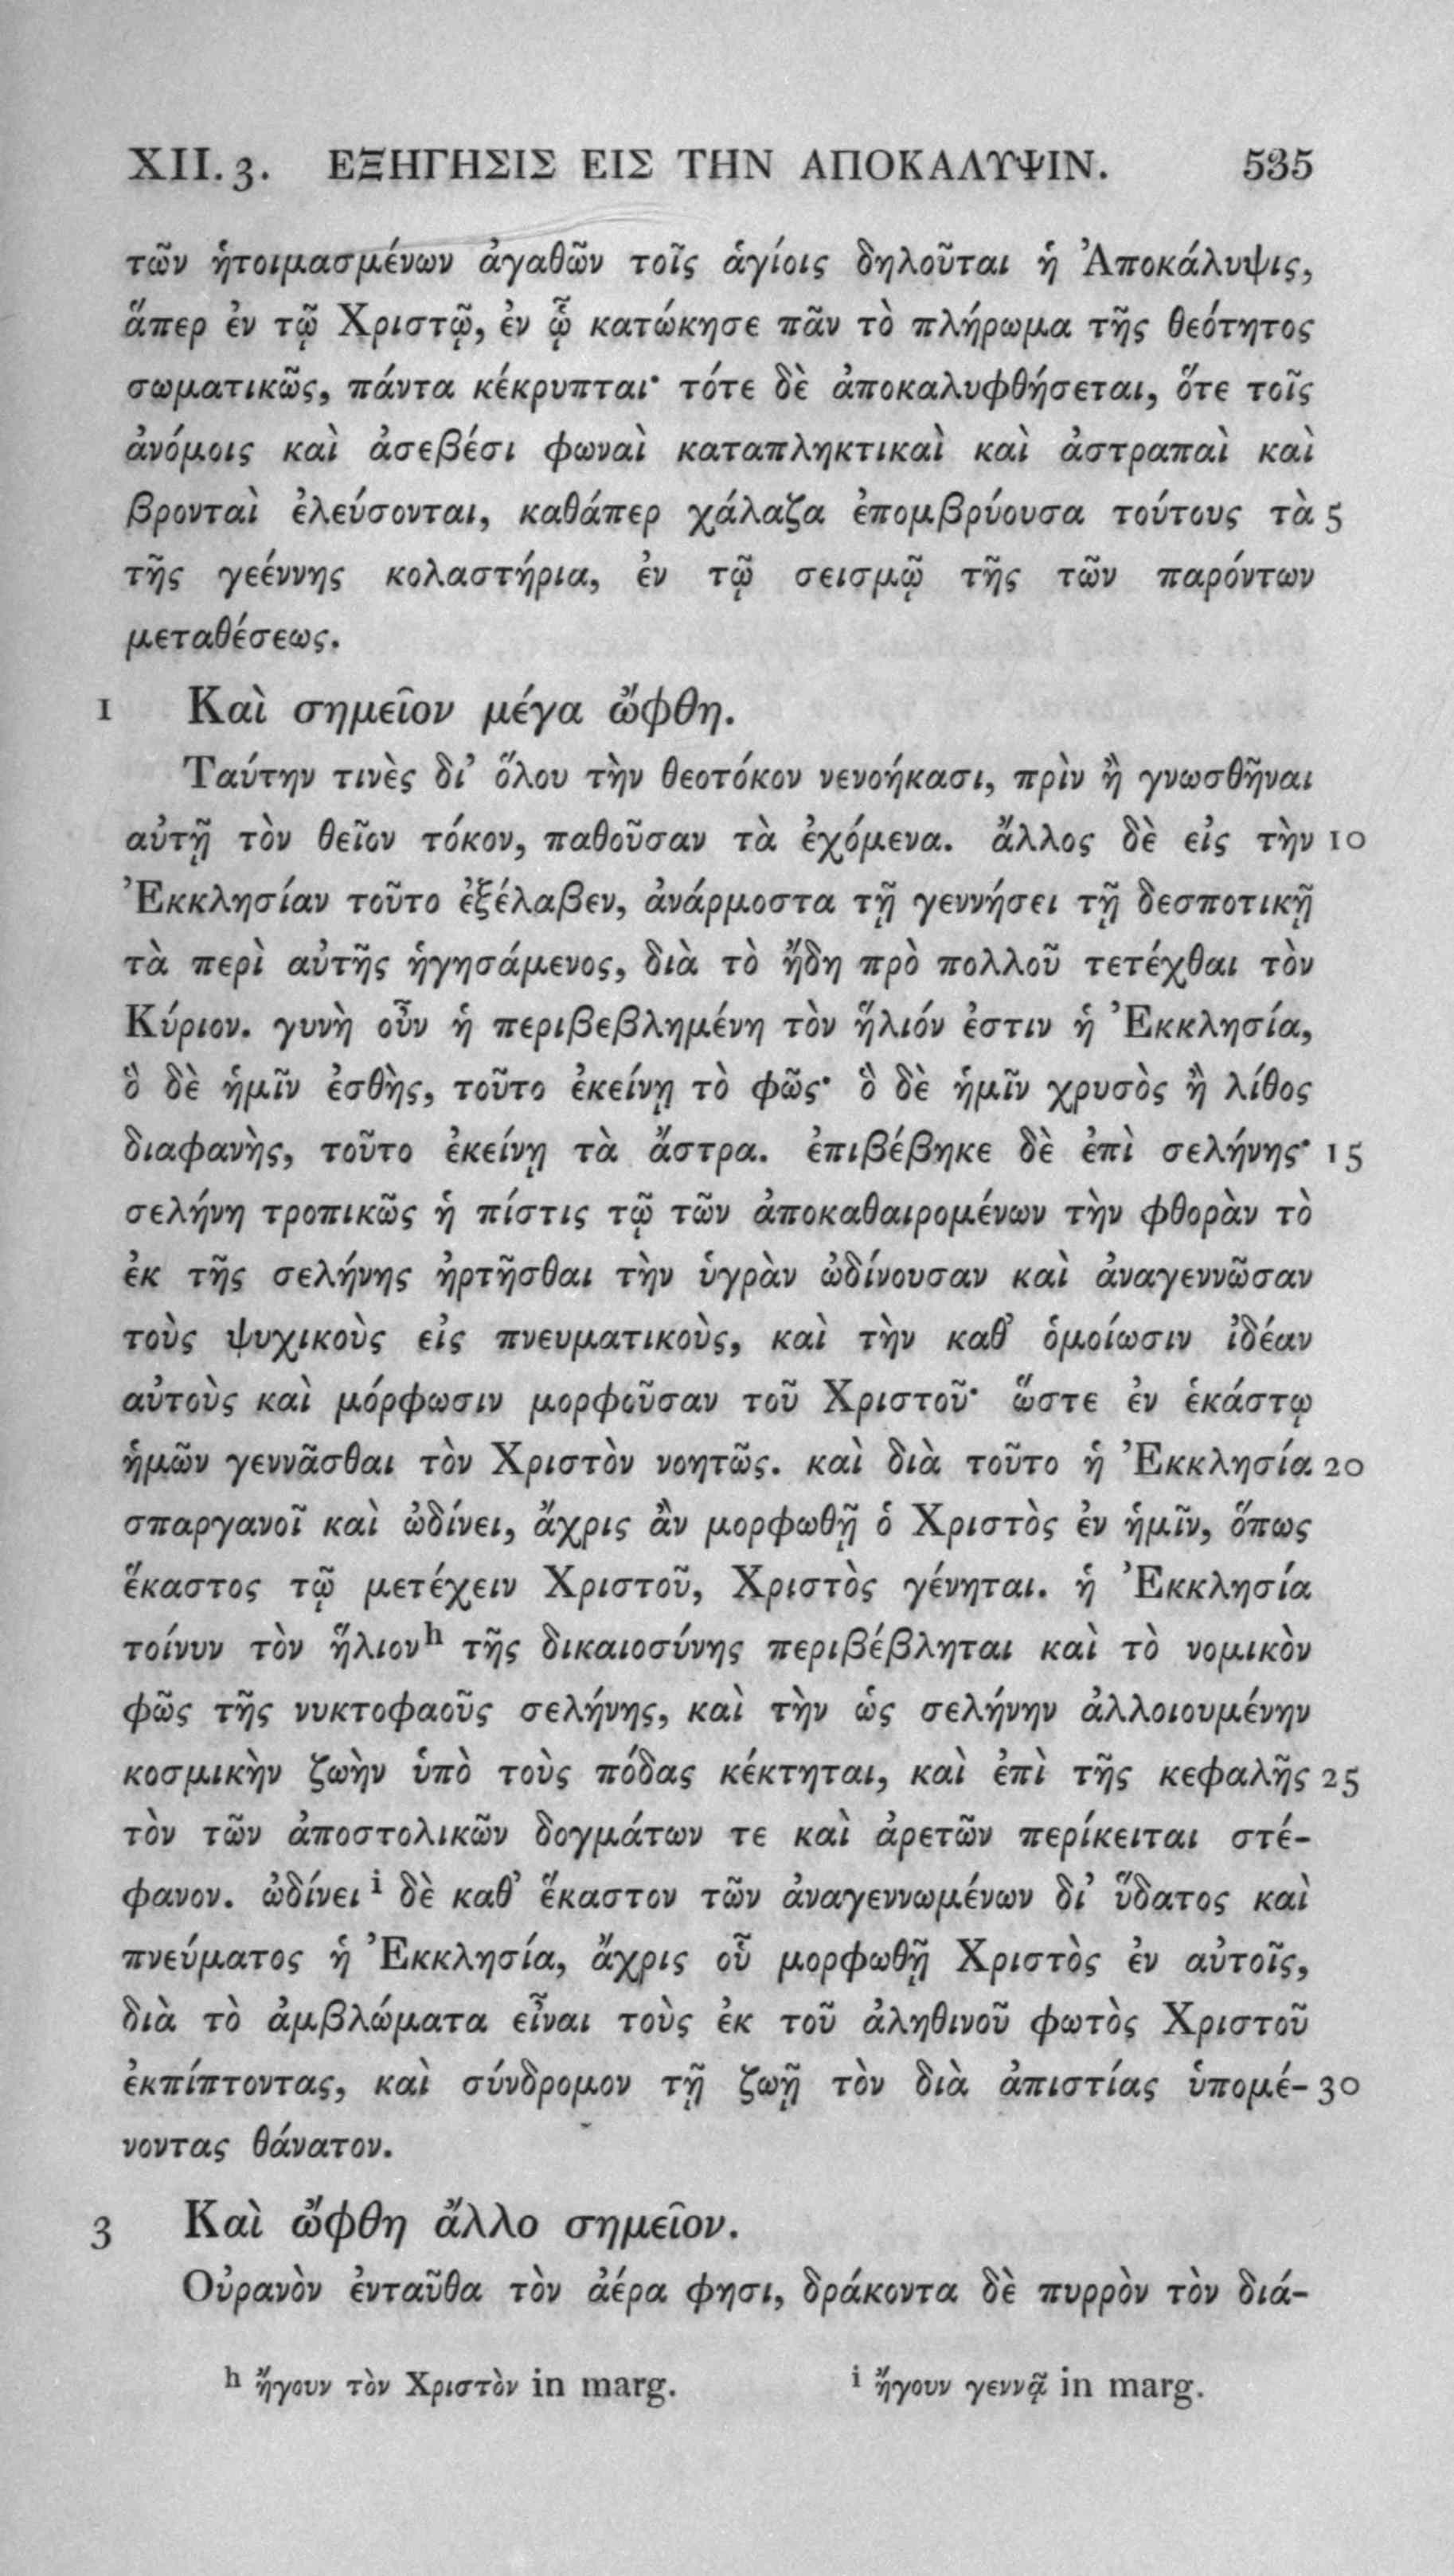 XII. 3. ΕΞΗΓΗΣΙΣ ΕΙΣ ΤΗΝ ΑΠΟΚΑΛΥΨΙΝ. 535
τῶν ἡτοιμασμένων ἀγαθῶν τοῖς ἁγίοις δηλοῦται ἡ Ἀποκάλυψις,
ἅπερ ἐν τῷ Χριστῷ, ἐν ᾧ κατώκησε πᾶν τὸ πλήρωμα τῆς θεότητος
σωματικῶς, πάντα κέκρυπται· τότε δὲ ἀποκαλυφθήσεται, ὅτε τοῖς
ἀνόμοις καὶ ἀσεβέσι φωναὶ καταπληκτικαὶ καὶ ἀστραπαὶ καὶ
βρονταὶ ἐλεύσονται, καθάπερ χάλαζα ἐπομβρύουσα τούτους τὰ 5
τῆς γεέννης κολαστήρια, ἐν τῷ σεισμῷ τῆς τῶν παρόντων
μεταθέσεως.
1 Καὶ σημεῖον μέγα ὤφθη.
Ταύτην τινὲς δι’ ὅλου τὴν θεοτόκον νενοήκασι, πρὶν ἢ γνωσθῆναι
αὐτῇ τὸν θεῖον τόκον, παθοῦσαν τὰ ἐχόμενα. ἄλλος δὲ εἰς τὴν 10
Ἐκκλησίαν τοῦτο ἐξέλαβεν, ἀνάρμοστα τῇ γεννήσει τῇ δεσποτικῇ
τὰ περὶ αὐτῆς ἡγησάμενος, διὰ τὸ ἤδη πρὸ πολλοῦ τετέχθαι τὸν
Κύριον. γυνὴ οὖν ἡ περιβεβλημένη τὸν ἥλιόν ἐστιν ἡ Ἐκκλησία,
ὃ δὲ ἡμῖν ἐσθὴς, τοῦτο ἐκείνῃ τὸ φῶς· ὃ δὲ ἡμῖν χρυσὸς ἢ λίθος
διαφανὴς, τοῦτο ἐκείνῃ τὰ ἄστρα. ἐπιβέβηκε δὲ ἐπὶ σελήνης· 15
σελήνη τροπικῶς ἡ πίστις τῷ τῶν ἀποκαθαιρομένων τὴν φθορὰν τὸ
ἐκ τῆς σελήνης ἠρτῆσθαι τὴν ὑγρὰν ὠδίνουσαν καὶ ἀναγεννῶσαν
τοὺς ψυχικοὺς εἰς πνευματικοὺς, καὶ τὴν καθ’ ὁμοίωσιν ἰδέαν
αὐτοὺς καὶ μόρφωσιν μορφοῦσαν τοῦ Χριστοῦ· ὥστε ἐν ἑκάστῳ
ἡμῶν γεννᾶσθαι τὸν Χριστὸν νοητῶς. καὶ διὰ τοῦτο ἡ Ἐκκλησία 20
σπαργανοῖ καὶ ὠδίνει, ἄχρις ἂν μορφωθῇ ὁ Χριστὸς ἐν ἡμῖν, ὅπως
ἕκαστος τῷ μετέχειν Χριστοῦ, Χριστὸς γένηται. ἡ Ἐκκλησία
τοίνυν τὸν ἥλιον h τῆς δικαιοσύνης περιβέβληται καὶ τὸ νομικὸν
φῶς τῆς νυκτοφαοῦς σελήνης, καὶ τὴν ὡς σελήνην ἀλλοιουμένην
κοσμικὴν ζωὴν ὑπὸ τοὺς πόδας κέκτηται, καὶ ἐπὶ τῆς κεφαλῆς 25
τὸν τῶν ἀποστολικῶν δογμάτων τε καὶ ἀρετῶν περίκειται στέ-
φανον. ὠδίνει i δὲ καθ’ ἕκαστον τῶν ἀναγεννωμένων δι’ ὕδατος καὶ
πνεύματος ἡ Ἐκκλησία, ἄχρις οὗ μορφωθῇ Χριστὸς ἐν αὐτοῖς,
διὰ τὸ ἀμβλώματα εἶναι τοὺς ἐκ τοῦ ἀληθινοῦ φωτὸς Χριστοῦ
ἐκπίπτοντας, καὶ σύνδρομον τῇ ζωῇ τὸν διὰ ἀπιστίας ὑπομέ- 30
νοντας θάνατον.
3 Καὶ ὤφθη ἄλλο σημεῖον.
Οὐρανὸν ἐνταῦθα τὸν ἀέρα φησι, δράκοντα δὲ πυρρὸν τὸν διά-
h ἤγουν τὸν Χριστὸν in marg. i ἤγουν γεννᾷ in marg.